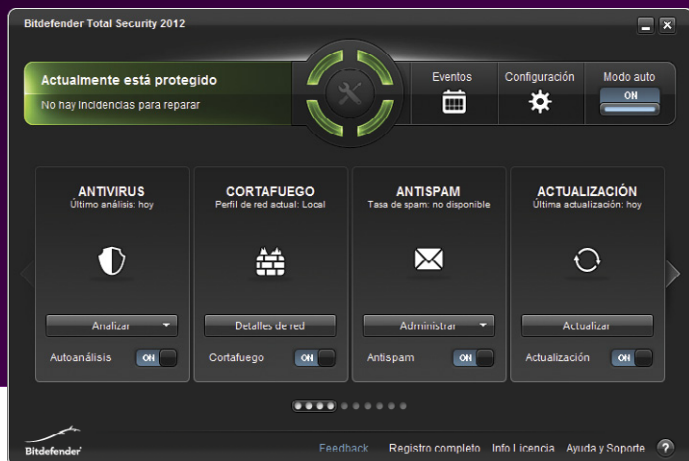 Bitdefender Total Security 2012
Actualmente está protegido
No hay incidencias para reparar
Eventos
Configuración
Modo auto
ON
ANTIVIRUS
Último análisis: hoy
Analizar
Autoanálisis
ON
CORTAFUEGO
Perfil de red actual: Local
Detalles de red
Cortafuego
ON
ANTISPAM
Tasa de spam: no disponible
Administrar
Antispam
ON
ACTUALIZACIÓN
Última actualización: hoy
Actualizar
Actualización
ON
Bitdefender
Feedback
Registro completo
Info Licencia
Ayuda y Soporte
?